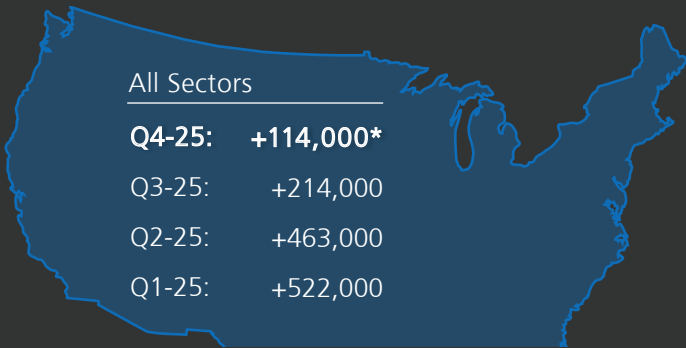 All Sectors
Q4-25: +114,000*
Q3-25: +214,000
Q2-25: +463,000
Q1-25: +522,000